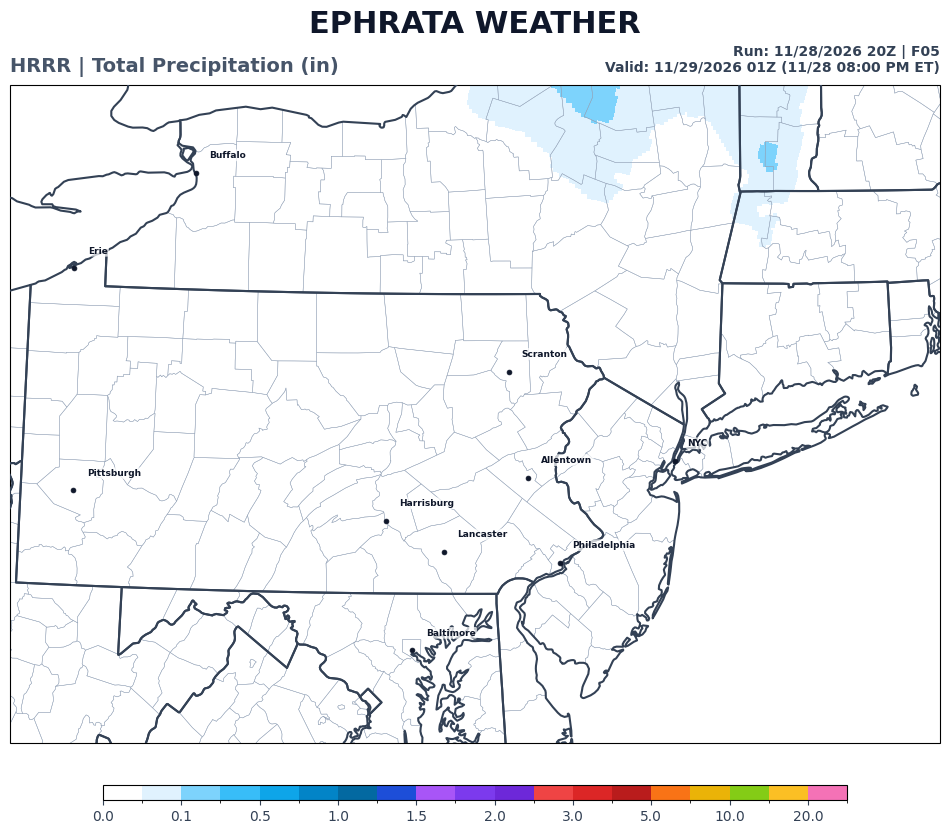 EPHRATA WEATHER
HRRR | Total Precipitation (in)
Run: 11/28/2026 20Z | F05
Valid: 11/29/2026 01Z (11/28 08:00 PM ET)
Buffalo
Erie
Scranton
NYC
Allentown
Pittsburgh
Harrisburg
Lancaster
Philadelphia
Baltimore
0.0 0.1 0.5 1.0 1.5 2.0 3.0 5.0 10.0 20.0